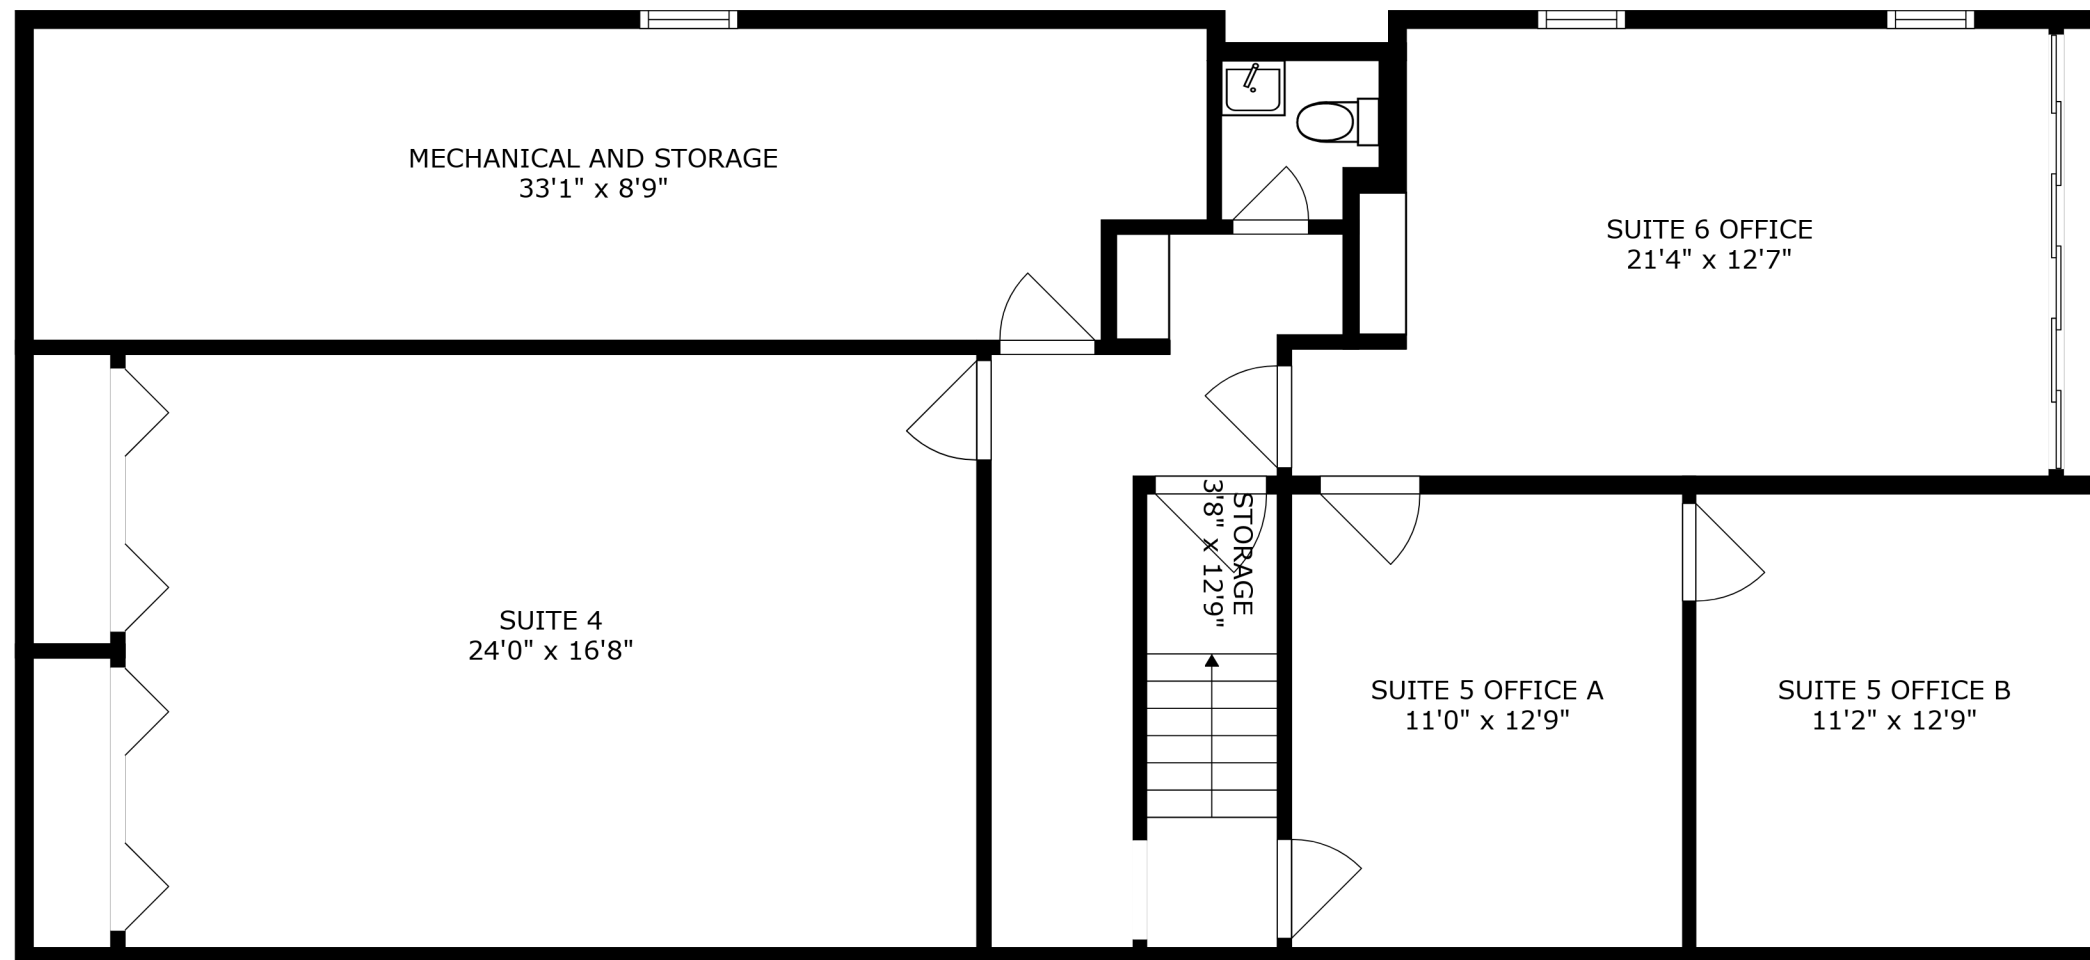 MECHANICAL AND STORAGE
33'1" x 8'9"
SUITE 6 OFFICE
21'4" x 12'7"
STORAGE
3'8" x 12'9"
SUITE 4
24'0" x 16'8"
SUITE 5 OFFICE A
11'0" x 12'9"
SUITE 5 OFFICE B
11'2" x 12'9"